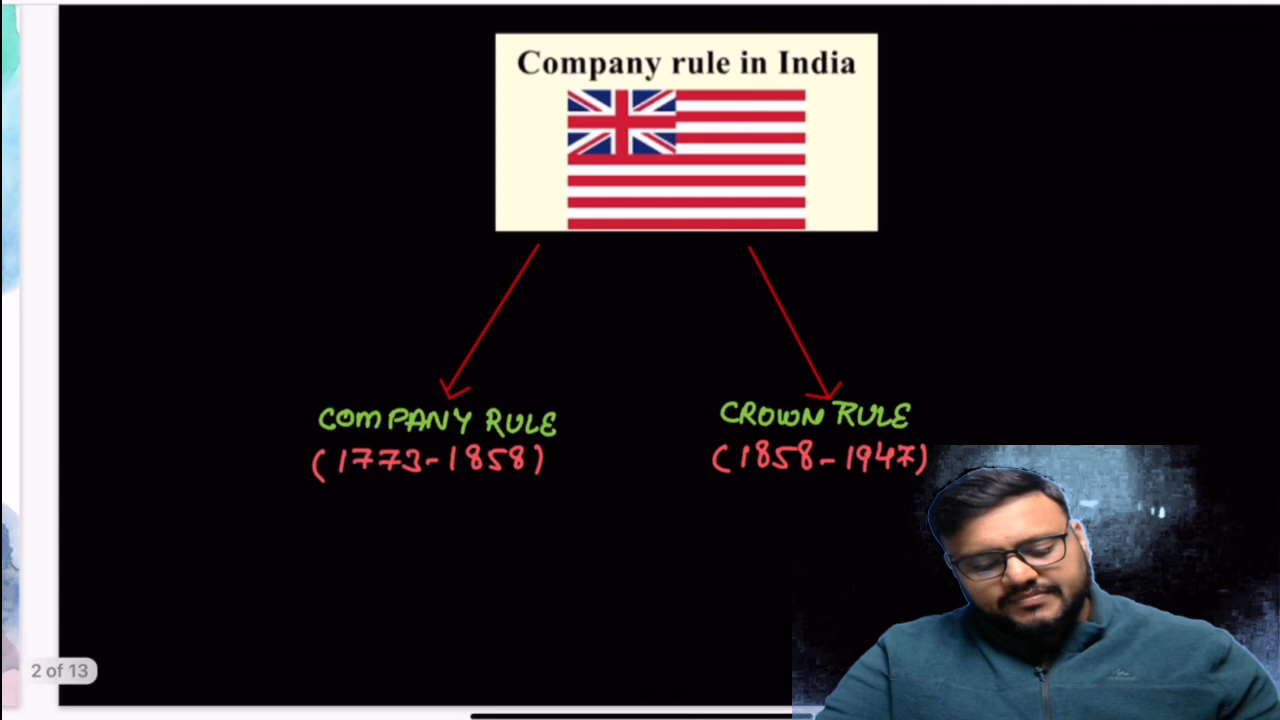 Company rule in India
COMPANY RULE
(1773-1858)
CROWN RULE
(1858-1947)
2 of 13